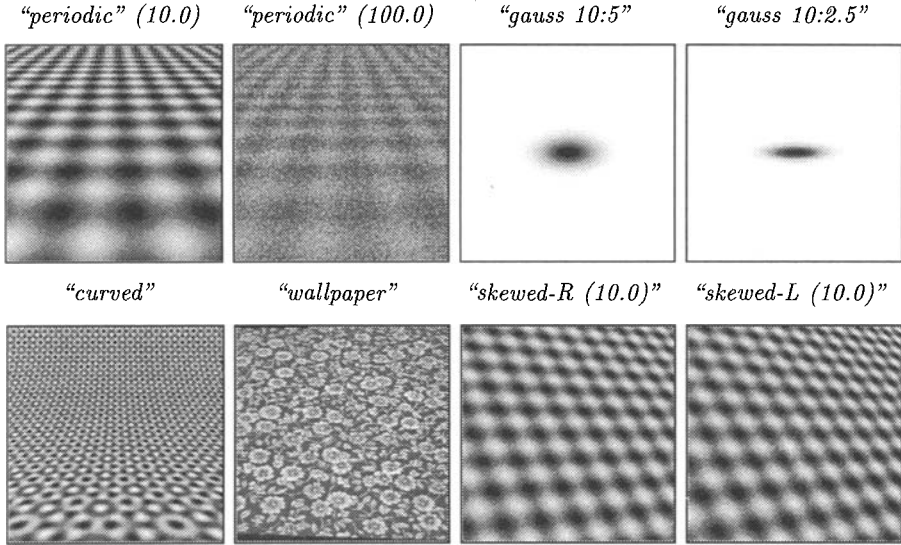 “periodic” (10.0) “periodic” (100.0) “gauss 10:5” “gauss 10:2.5”
“curved” “wallpaper” “skewed-R (10.0)” “skewed-L (10.0)”